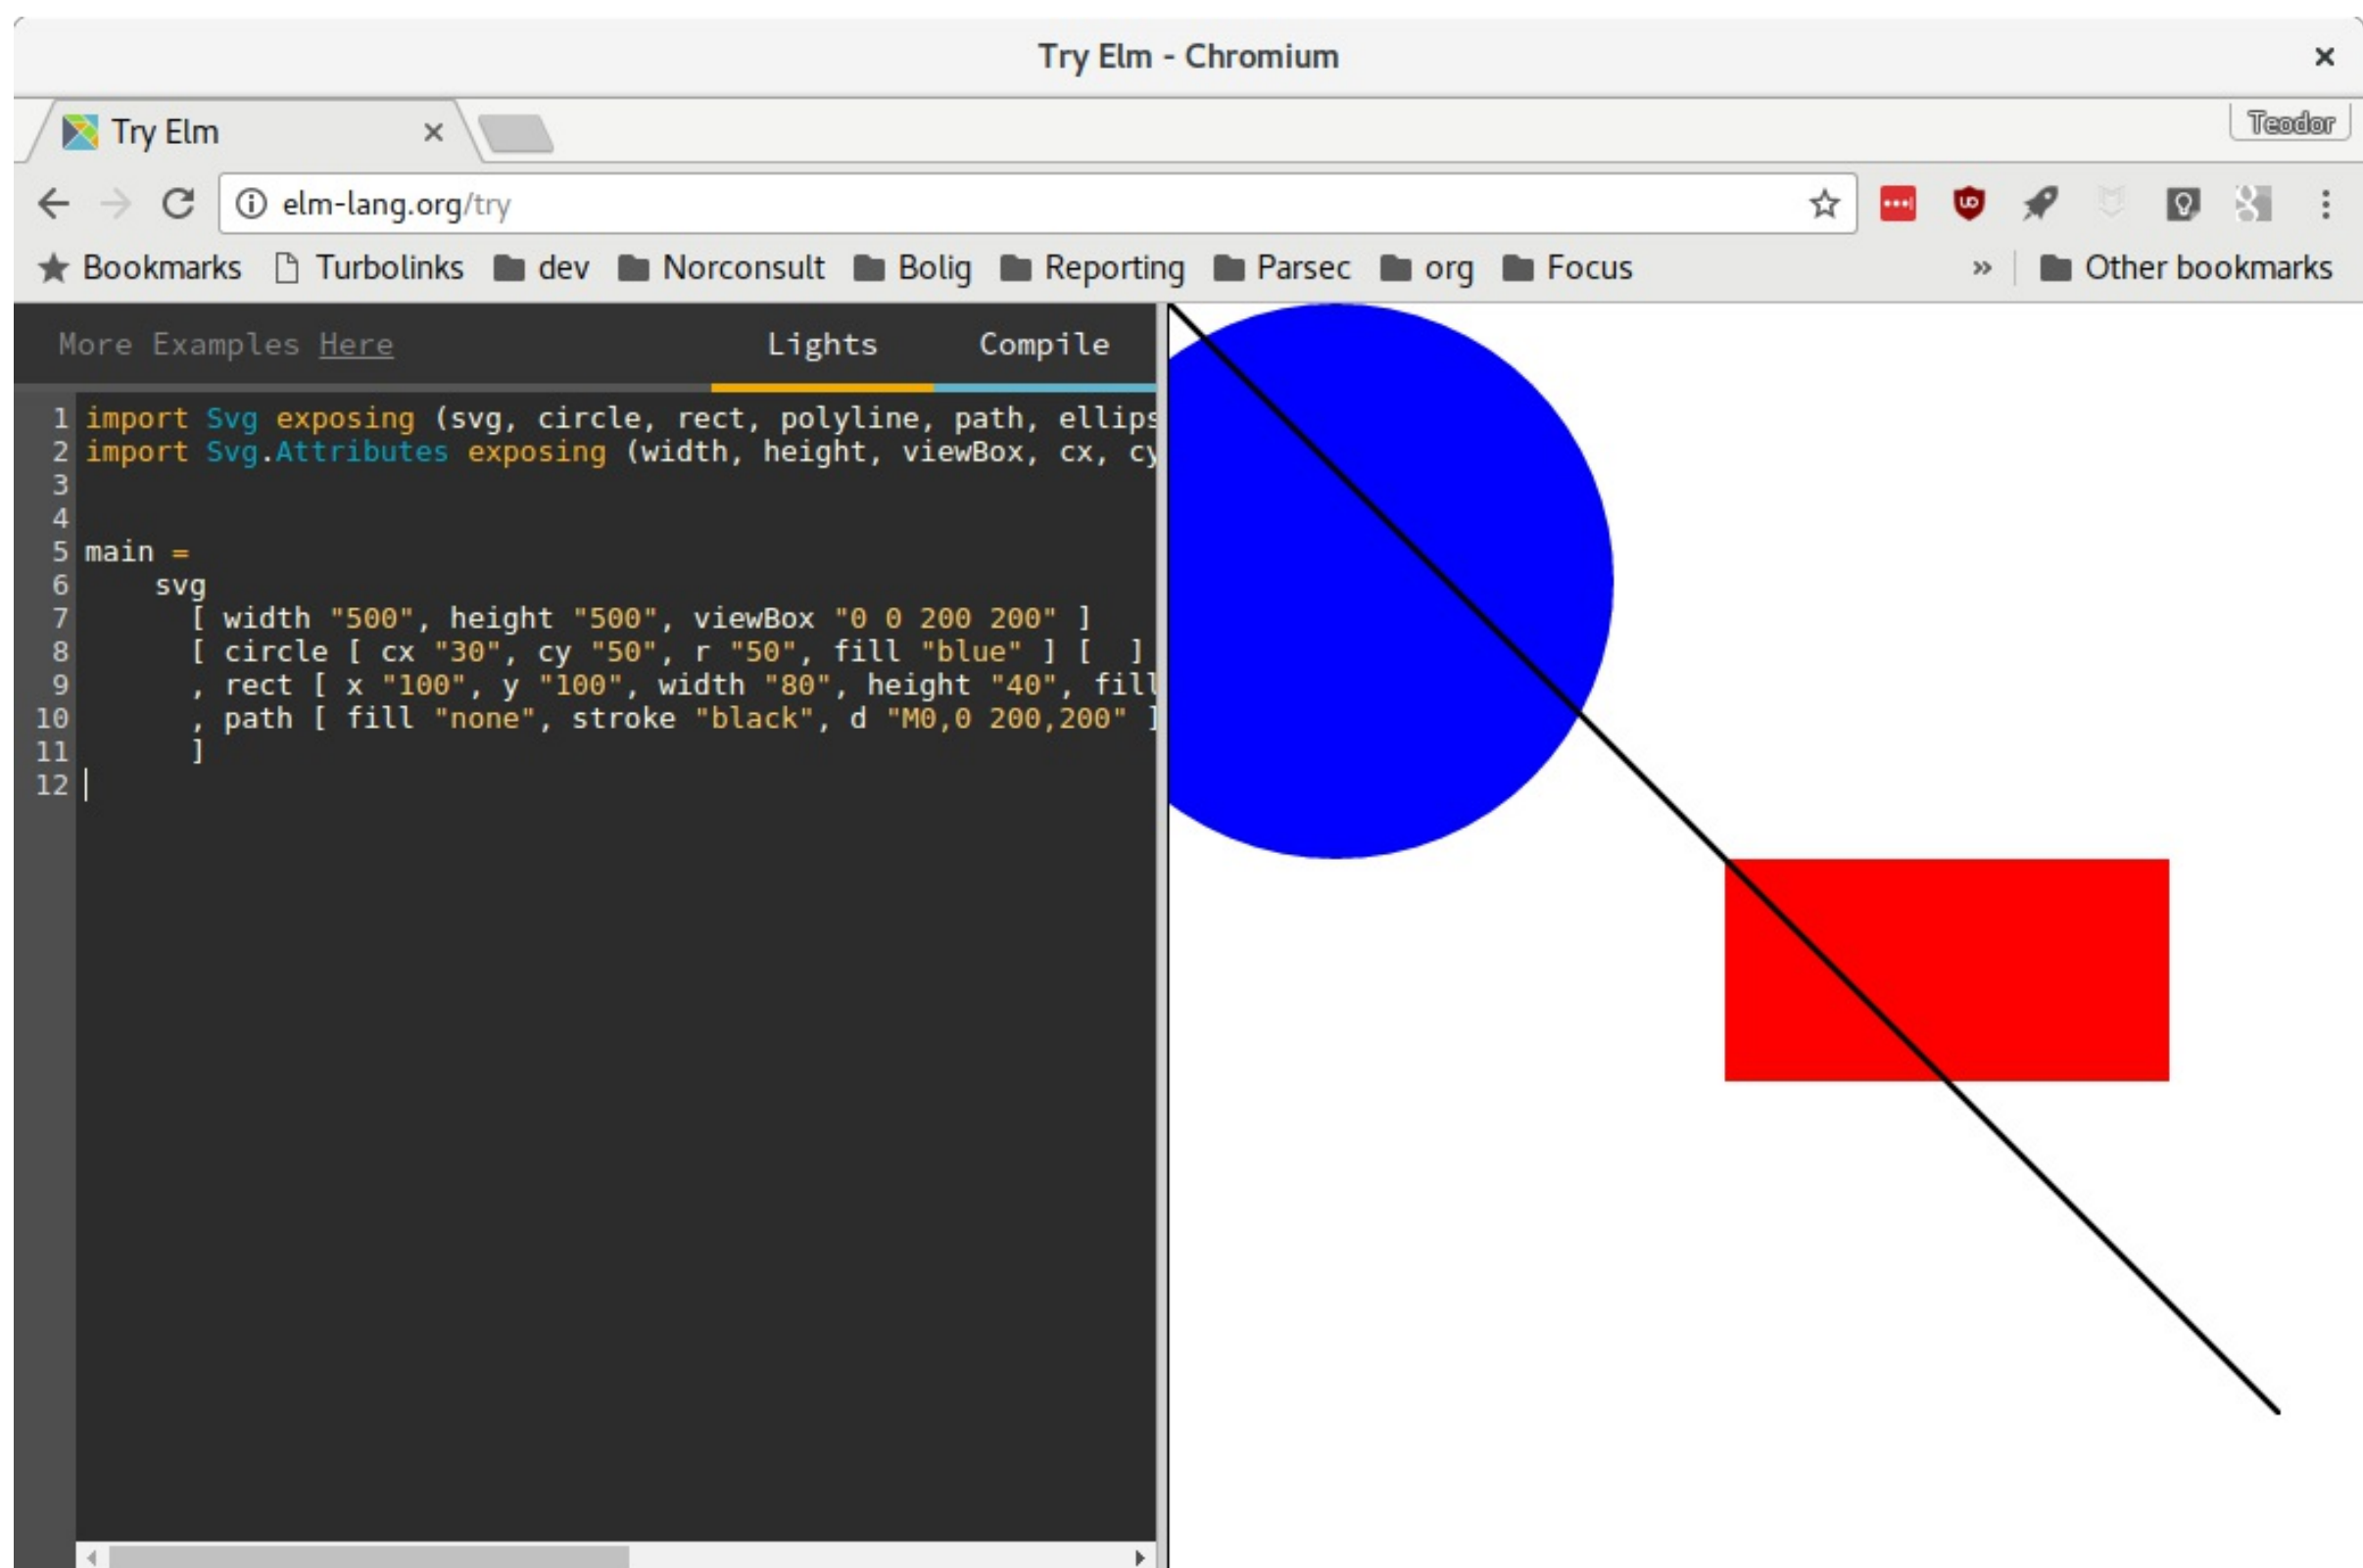 Try Elm - Chromium
Try Elm
Teodor
elm-lang.org/try
Bookmarks Turbolinks dev Norconsult Bolig Reporting Parsec org Focus » Other bookmarks
More Examples Here Lights Compile
1 import Svg exposing (svg, circle, rect, polyline, path, ellips
2 import Svg.Attributes exposing (width, height, viewBox, cx, cy
3
4
5 main =
6     svg
7       [ width "500", height "500", viewBox "0 0 200 200" ]
8       [ circle [ cx "30", cy "50", r "50", fill "blue" ] [  ]
9       , rect [ x "100", y "100", width "80", height "40", fill
10       , path [ fill "none", stroke "black", d "M0,0 200,200" ]
11       ]
12